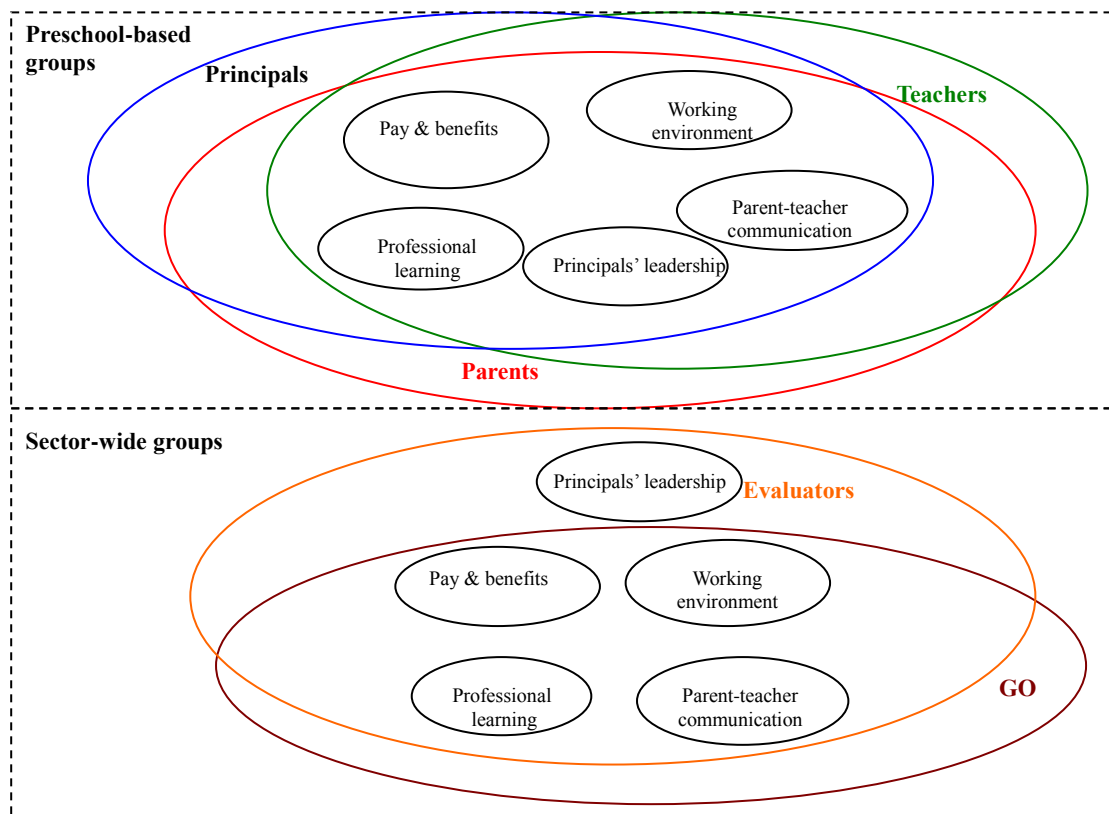 Preschool-based
groups
Principals
Teachers
Pay & benefits
Working
environment
Parent-teacher
communication
Professional
learning
Principals’ leadership
Parents
Sector-wide groups
Principals’ leadership
Evaluators
Pay & benefits
Working
environment
GO
Professional
learning
Parent-teacher
communication